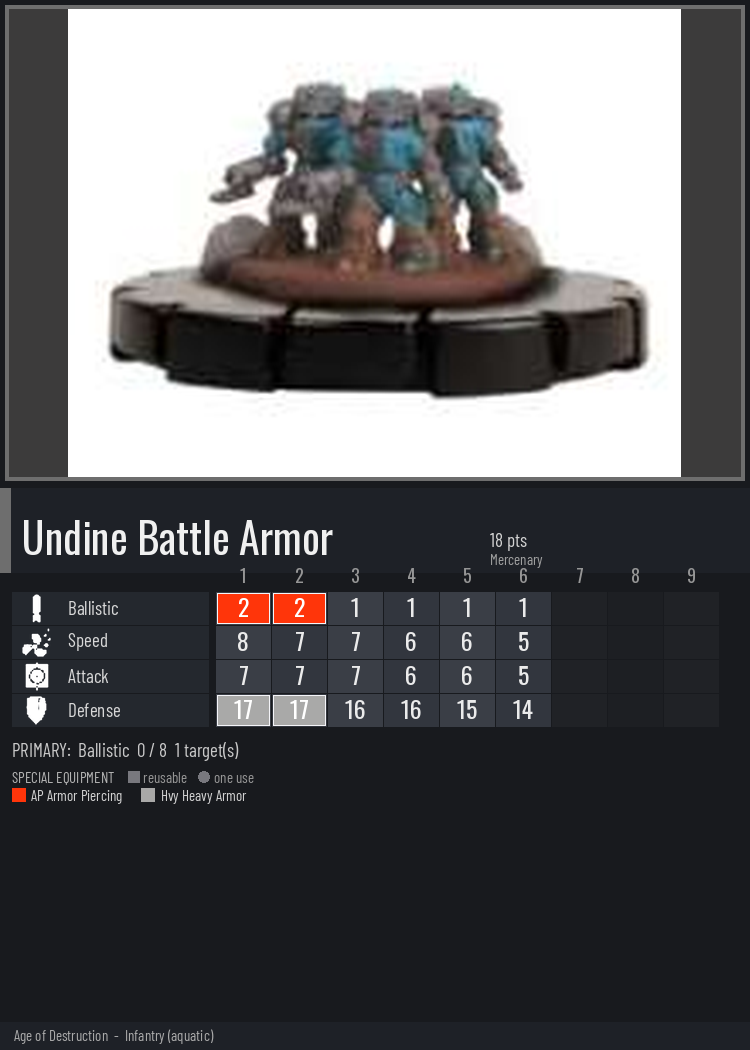 Undine Battle Armor
18 pts
Mercenary
1 2 3 4 5 6 7 8 9
Ballistic 2 2 1 1 1 1
Speed 8 7 7 6 6 5
Attack 7 7 7 6 6 5
Defense 17 17 16 16 15 14
PRIMARY: Ballistic 0 / 8 1 target(s)
SPECIAL EQUIPMENT reusable one use
AP Armor Piercing Hvy Heavy Armor
Age of Destruction - Infantry (aquatic)